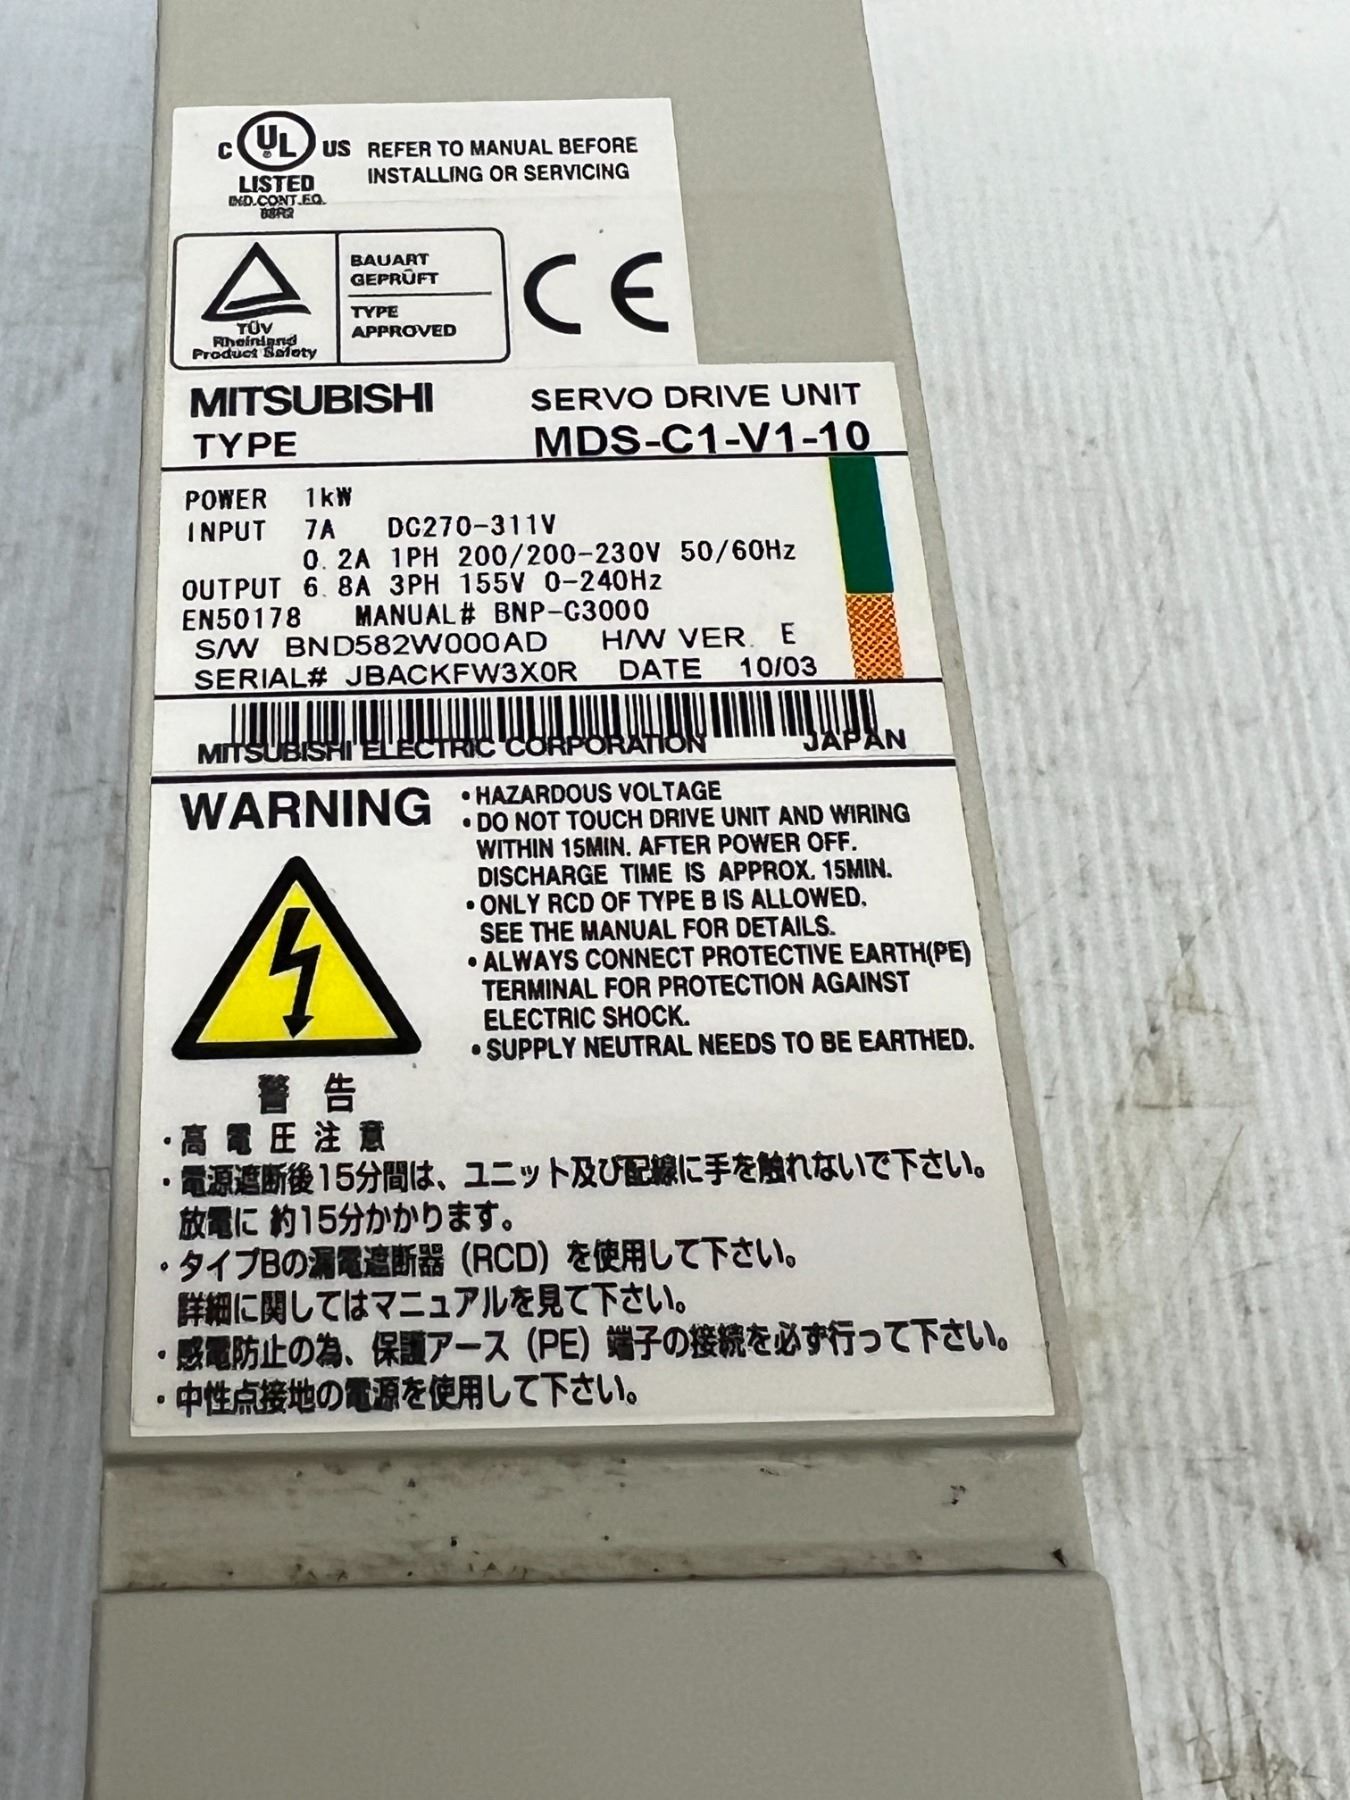 C UL US
LISTED
IND.CONT.EQ.
88R2
REFER TO MANUAL BEFORE
INSTALLING OR SERVICING
TÜV
Rheinland
Product Safety
BAUART
GEPRÜFT
TYPE
APPROVED
CE
MITSUBISHI SERVO DRIVE UNIT
TYPE MDS-C1-V1-10
POWER 1kW
INPUT 7A DC270-311V
0.2A 1PH 200/200-230V 50/60Hz
OUTPUT 6.8A 3PH 155V 0-240Hz
EN50178 MANUAL# BNP-C3000
S/W BND582W000AD H/W VER. E
SERIAL# JBACKFW3X0R DATE 10/03
MITSUBISHI ELECTRIC CORPORATION JAPAN
WARNING
・HAZARDOUS VOLTAGE
・DO NOT TOUCH DRIVE UNIT AND WIRING
WITHIN 15MIN. AFTER POWER OFF.
DISCHARGE TIME IS APPROX. 15MIN.
・ONLY RCD OF TYPE B IS ALLOWED.
SEE THE MANUAL FOR DETAILS.
・ALWAYS CONNECT PROTECTIVE EARTH(PE)
TERMINAL FOR PROTECTION AGAINST
ELECTRIC SHOCK.
・SUPPLY NEUTRAL NEEDS TO BE EARTHED.
警告
・高電圧注意
・電源遮断後15分間は、ユニット及び配線に手を触れないで下さい。
放電に約15分かかります。
・タイプBの漏電遮断器（RCD）を使用して下さい。
詳細に関してはマニュアルを見て下さい。
・感電防止の為、保護アース（PE）端子の接続を必ず行って下さい。
・中性点接地の電源を使用して下さい。